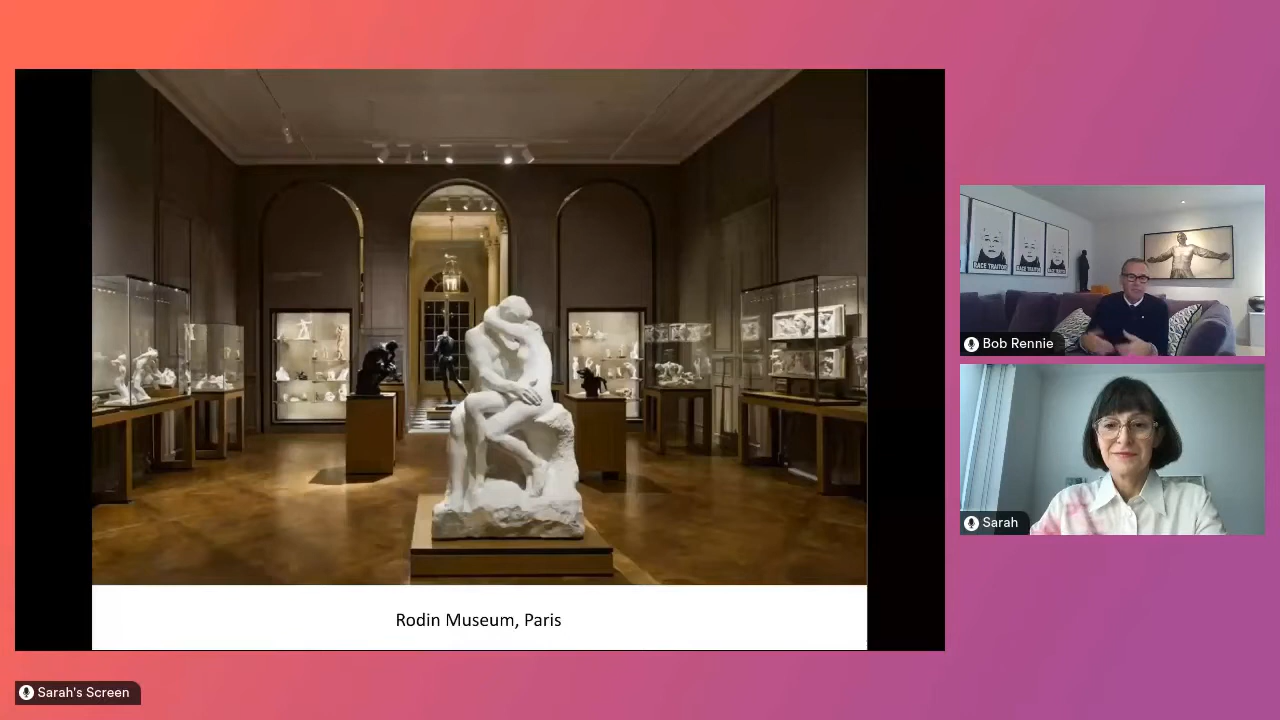 Rodin Museum, Paris
RACE TRAITOR
RACE TRAITOR
RACE TRAITOR
Bob Rennie
Sarah
Sarah's Screen